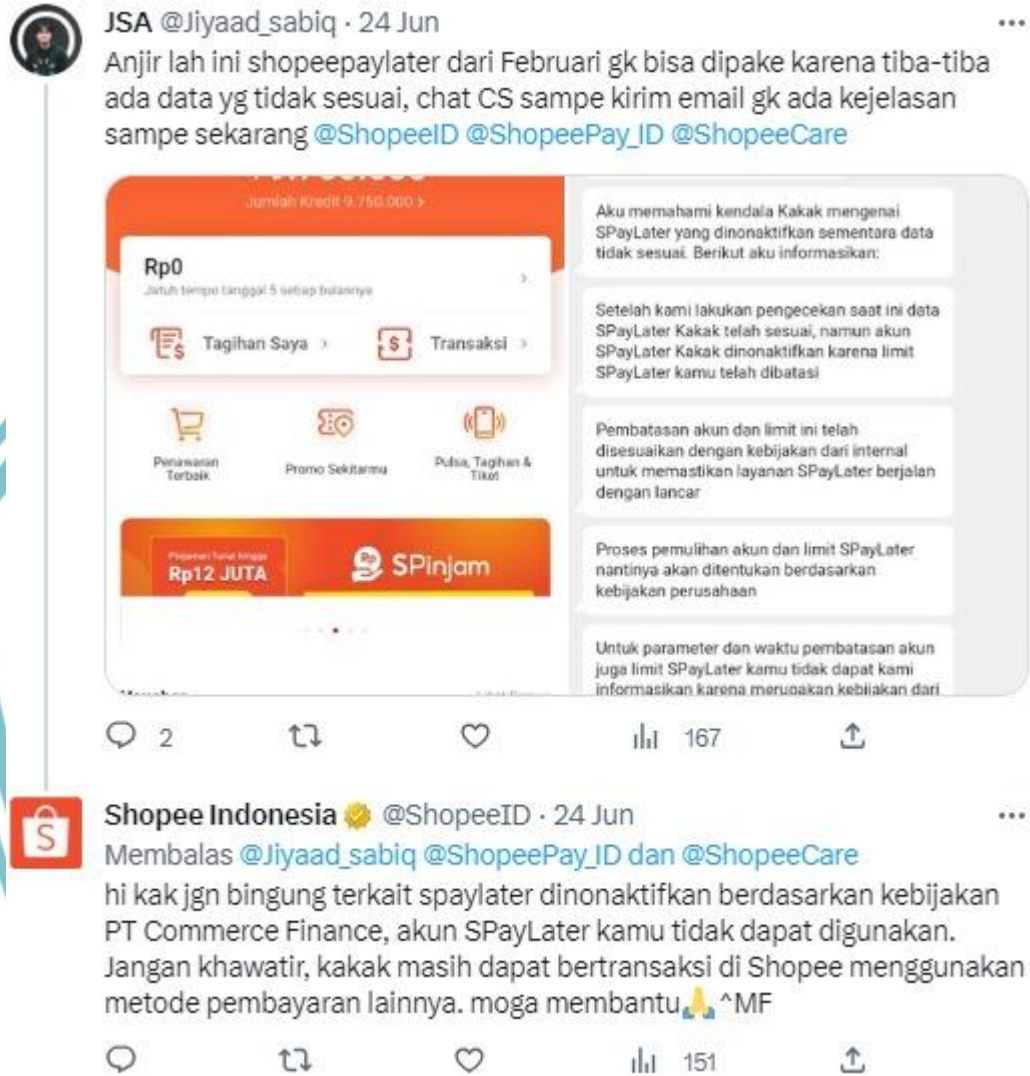 JSA @Jiyaad_sabiq · 24 Jun
Anjir lah ini shopeepaylater dari Februari gk bisa dipake karena tiba-tiba
ada data yg tidak sesuai, chat CS sampe kirim email gk ada kejelasan
sampe sekarang @ShopeeID @ShopeePay_ID @ShopeeCare
Jumlah Kredit 9.750.000 >
Rp0
Jatuh tempo tanggal 5 setiap bulannya
Tagihan Saya >
Transaksi >
Penawaran
Terbaik
Promo Sekitarmu
Pulsa, Tagihan &
Tiket
Pinjaman Tunai hingga
Rp12 JUTA
SPinjam
Aku memahami kendala Kakak mengenai
SPayLater yang dinonaktifkan sementara data
tidak sesuai. Berikut aku informasikan:
Setelah kami lakukan pengecekan saat ini data
SPayLater Kakak telah sesuai, namun akun
SPayLater Kakak dinonaktifkan karena limit
SPayLater kamu telah dibatasi
Pembatasan akun dan limit ini telah
disesuaikan dengan kebijakan dari internal
untuk memastikan layanan SPayLater berjalan
dengan lancar
Proses pemulihan akun dan limit SPayLater
nantinya akan ditentukan berdasarkan
kebijakan perusahaan
Untuk parameter dan waktu pembatasan akun
juga limit SPayLater kamu tidak dapat kami
informasikan karena merupakan kebijakan dari
2
167
Shopee Indonesia @ShopeeID · 24 Jun
Membalas @Jiyaad_sabiq @ShopeePay_ID dan @ShopeeCare
hi kak jgn bingung terkait spaylater dinonaktifkan berdasarkan kebijakan
PT Commerce Finance, akun SPayLater kamu tidak dapat digunakan.
Jangan khawatir, kakak masih dapat bertransaksi di Shopee menggunakan
metode pembayaran lainnya. moga membantu🙏 ^MF
151